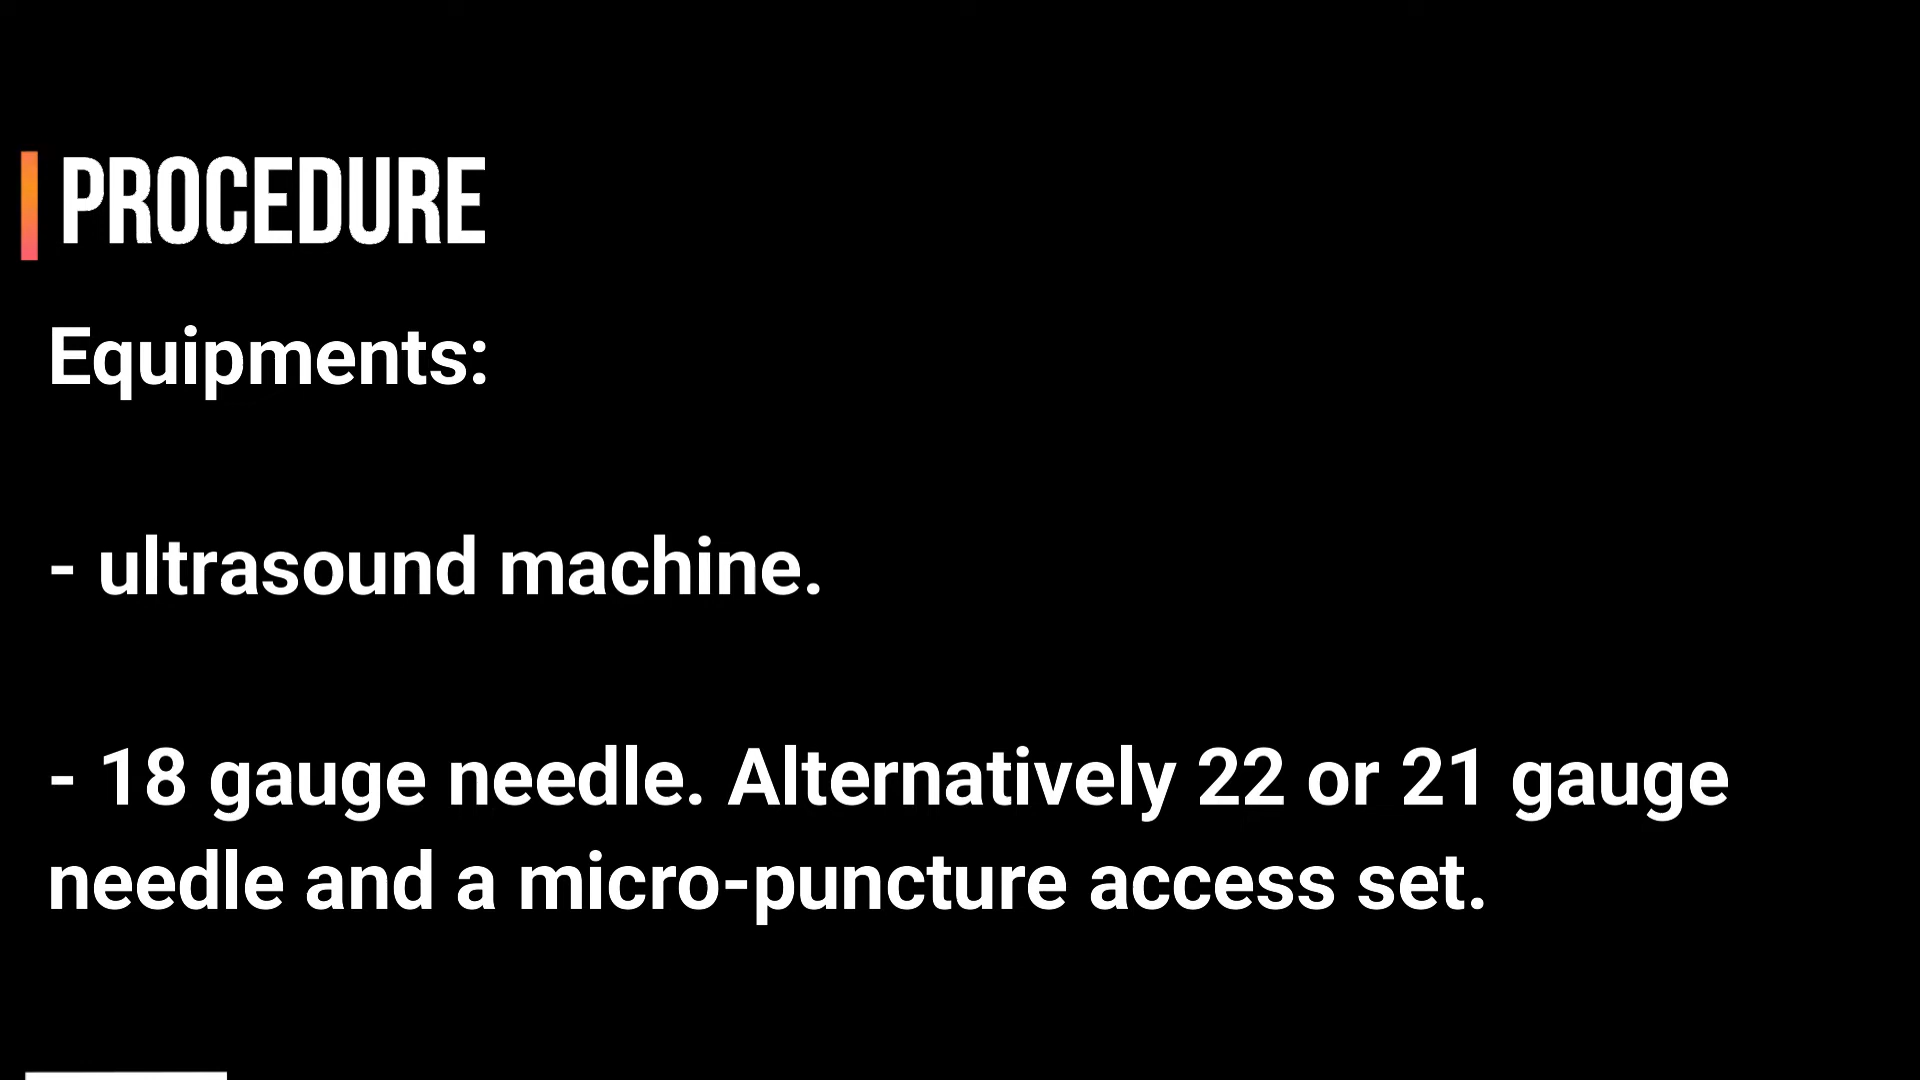 PROCEDURE
Equipments:
- ultrasound machine.
- 18 gauge needle. Alternatively 22 or 21 gauge
needle and a micro-puncture access set.